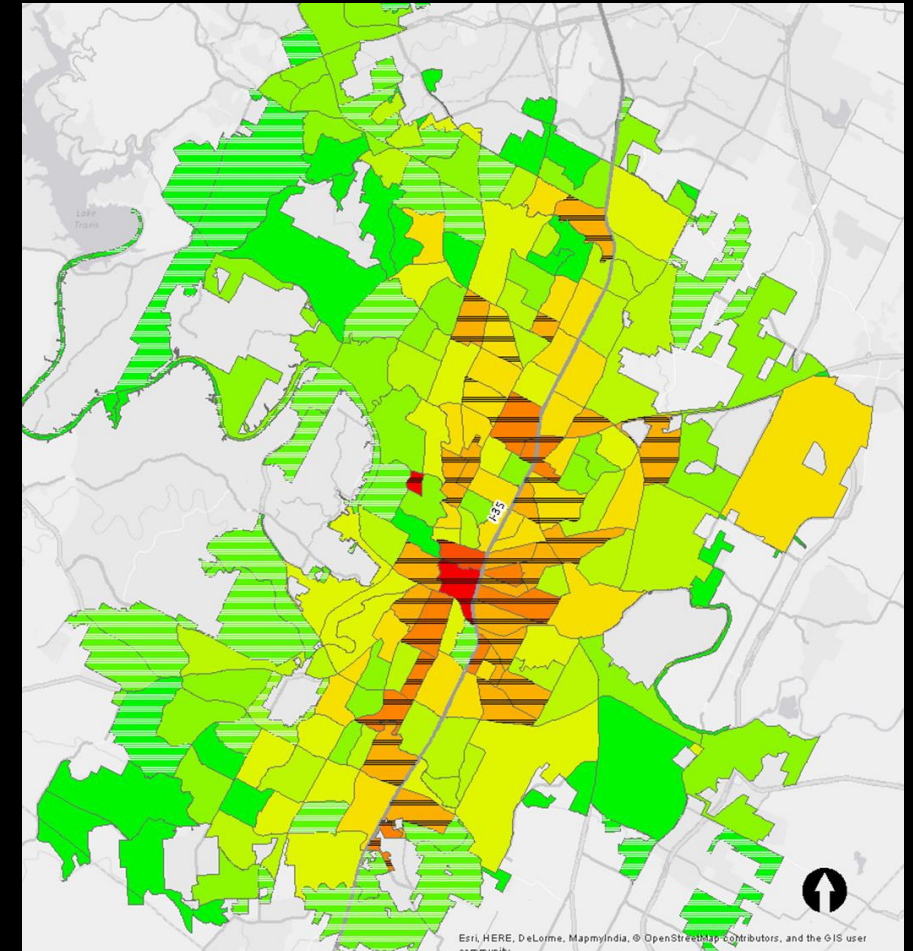 Lake
Travis
I-35
Esri, HERE, DeLorme, MapmyIndia, © OpenStreetMap contributors, and the GIS user
community